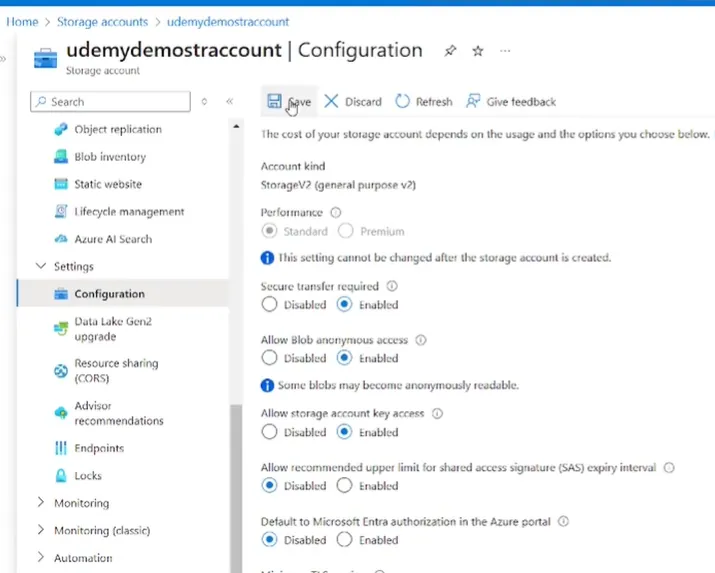 Home > Storage accounts > udemydemostraccount
udemydemostraccount | Configuration
Storage account
Search
Save Discard Refresh Give feedback
Object replication
Blob inventory
Static website
Lifecycle management
Azure AI Search
Settings
Configuration
Data Lake Gen2
upgrade
Resource sharing
(CORS)
Advisor
recommendations
Endpoints
Locks
Monitoring
Monitoring (classic)
Automation
The cost of your storage account depends on the usage and the options you choose below.
Account kind
StorageV2 (general purpose v2)
Performance
Standard Premium
This setting cannot be changed after the storage account is created.
Secure transfer required
Disabled Enabled
Allow Blob anonymous access
Disabled Enabled
Some blobs may become anonymously readable.
Allow storage account key access
Disabled Enabled
Allow recommended upper limit for shared access signature (SAS) expiry interval
Disabled Enabled
Default to Microsoft Entra authorization in the Azure portal
Disabled Enabled